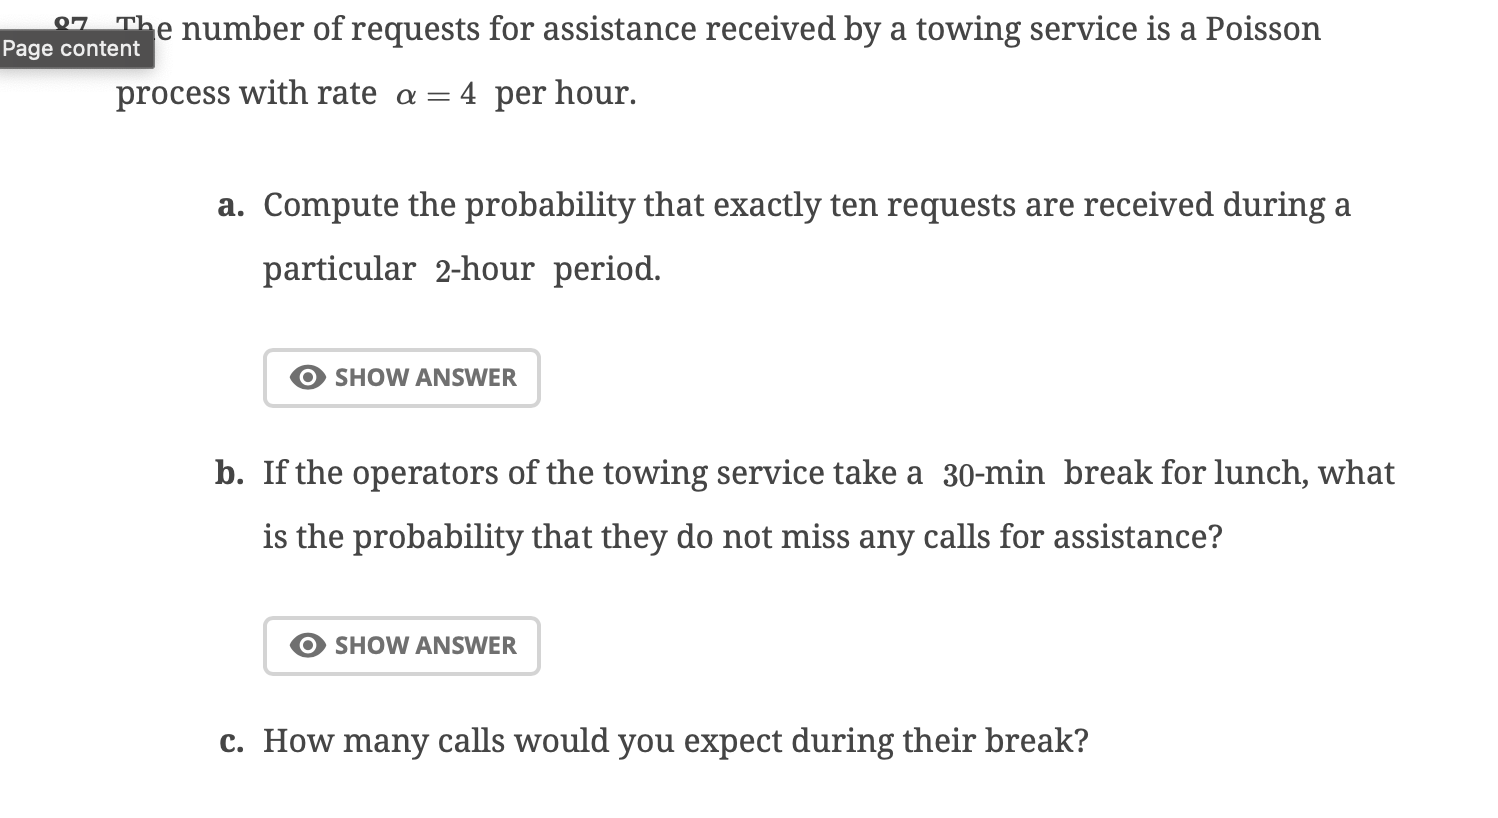 87. The number of requests for assistance received by a towing service is a Poisson
Page content
process with rate α = 4 per hour.
a. Compute the probability that exactly ten requests are received during a
particular 2-hour period.
SHOW ANSWER
b. If the operators of the towing service take a 30-min break for lunch, what
is the probability that they do not miss any calls for assistance?
SHOW ANSWER
c. How many calls would you expect during their break?